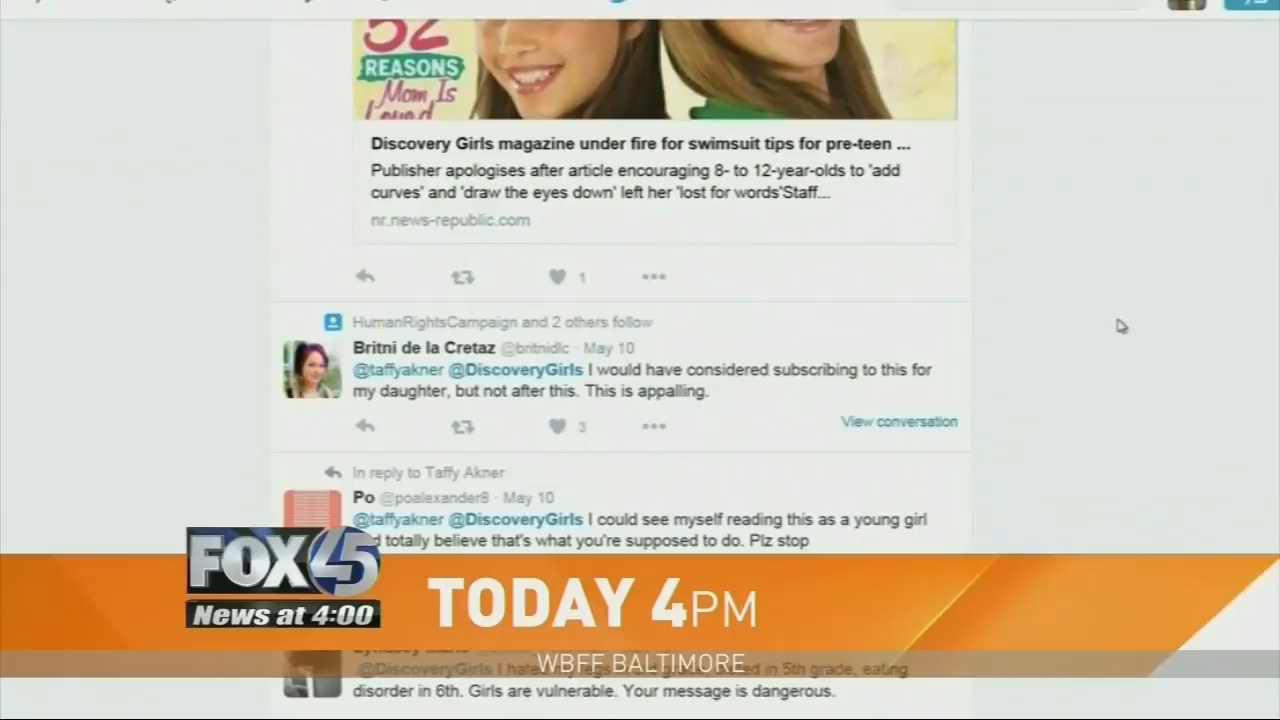 52
REASONS
Mom Is
Loved
Discovery Girls magazine under fire for swimsuit tips for pre-teen ...
Publisher apologises after article encouraging 8- to 12-year-olds to 'add
curves' and 'draw the eyes down' left her 'lost for words'Staff...
nr.news-republic.com
1
HumanRightsCampaign and 2 others follow
Britni de la Cretaz @britnidlc · May 10
@taffyakner @DiscoveryGirls I would have considered subscribing to this for
my daughter, but not after this. This is appalling.
3
View conversation
In reply to Taffy Akner
Po @poalexander8 · May 10
@taffyakner @DiscoveryGirls I could see myself reading this as a young girl
totally believe that's what you're supposed to do. Plz stop
FOX 45
News at 4:00
TODAY 4PM
WBFF BALTIMORE
@DiscoveryGirls I hated in 5th grade, eating
disorder in 6th. Girls are vulnerable. Your message is dangerous.